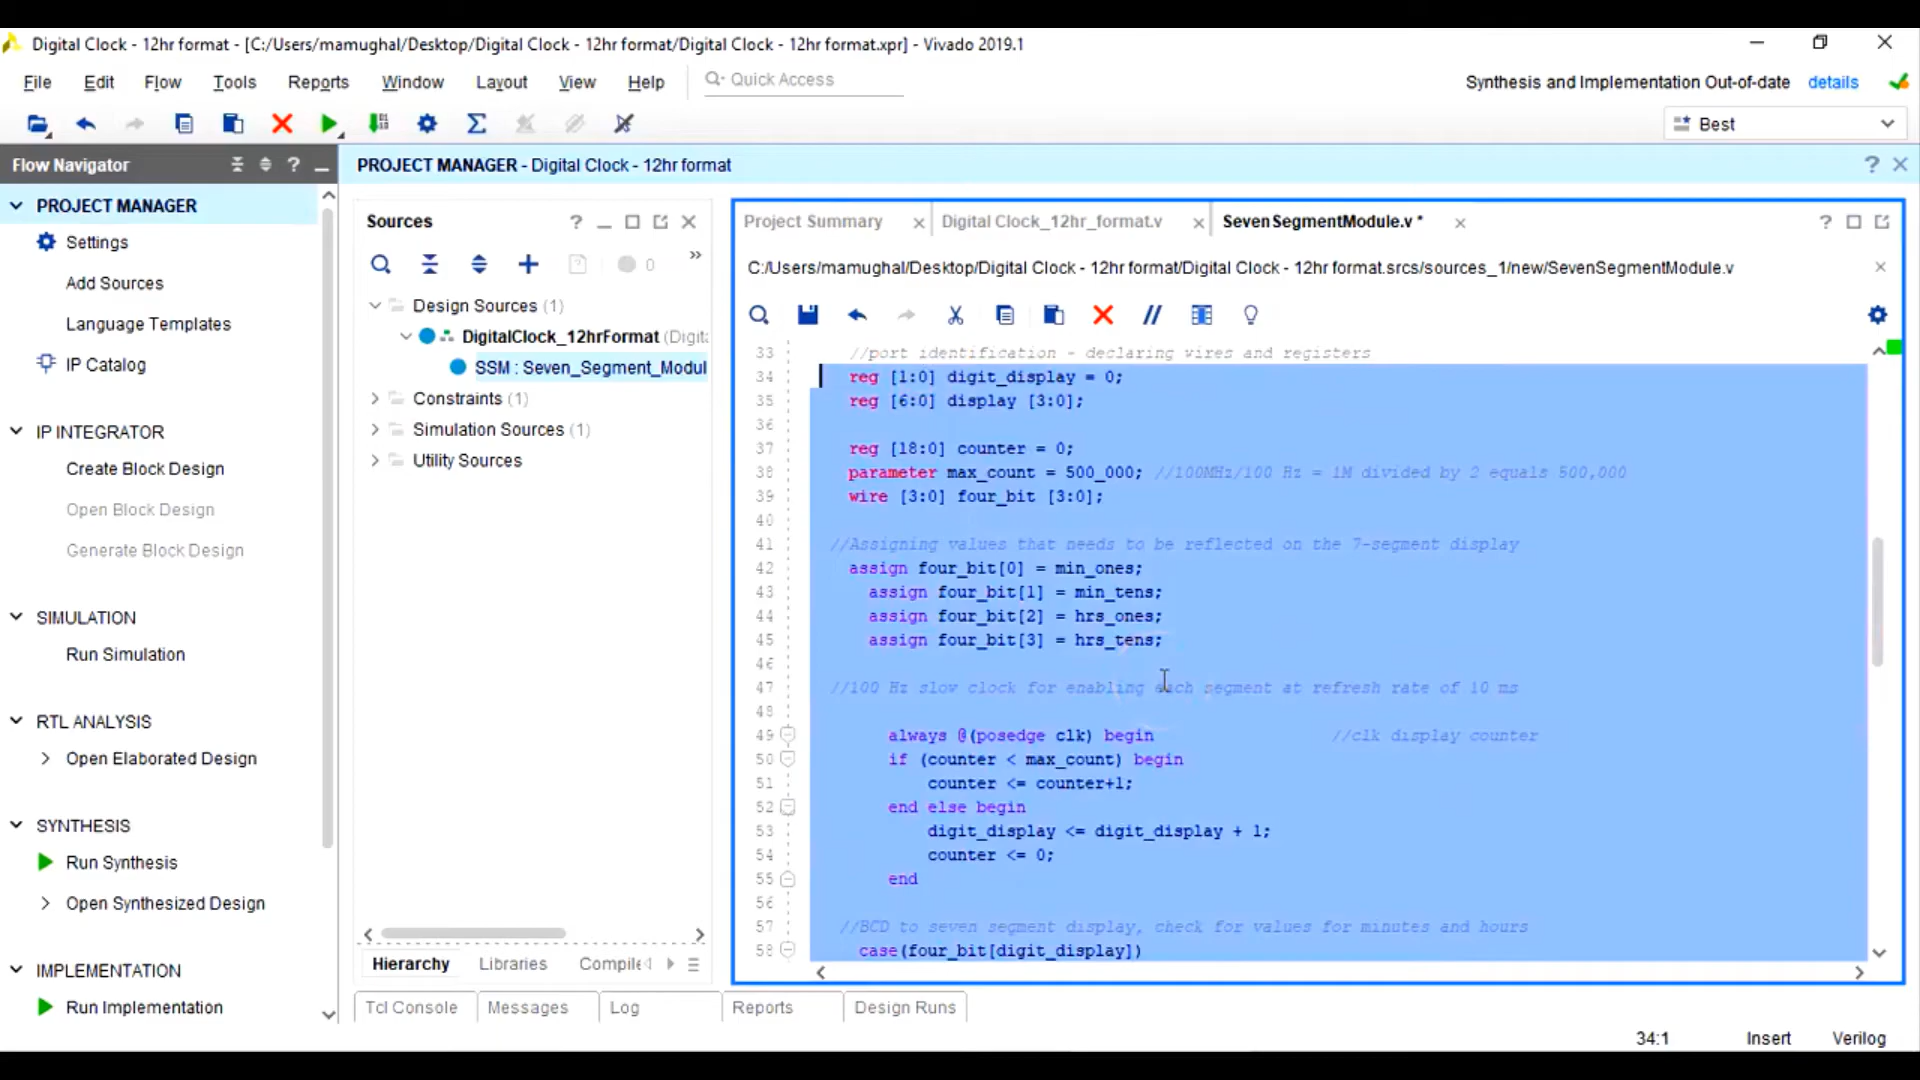 Digital Clock - 12hr format - [C:/Users/mamughal/Desktop/Digital Clock - 12hr format/Digital Clock - 12hr format.xpr] - Vivado 2019.1
File Edit Flow Tools Reports Window Layout View Help Quick Access
Synthesis and Implementation Out-of-date details
Best
Flow Navigator
PROJECT MANAGER
Settings
Add Sources
Language Templates
IP Catalog
IP INTEGRATOR
Create Block Design
Open Block Design
Generate Block Design
SIMULATION
Run Simulation
RTL ANALYSIS
Open Elaborated Design
SYNTHESIS
Run Synthesis
Open Synthesized Design
IMPLEMENTATION
Run Implementation
PROJECT MANAGER - Digital Clock - 12hr format
Sources
0
Design Sources (1)
DigitalClock_12hrFormat (Digit
SSM : Seven_Segment_Modul
Constraints (1)
Simulation Sources (1)
Utility Sources
Hierarchy Libraries Compile
Project Summary Digital Clock_12hr_format.v SevenSegmentModule.v *
C:/Users/mamughal/Desktop/Digital Clock - 12hr format/Digital Clock - 12hr format.srcs/sources_1/new/SevenSegmentModule.v
33 //port identification - declaring wires and registers
34 reg [1:0] digit_display = 0;
35 reg [6:0] display [3:0];
36
37 reg [18:0] counter = 0;
38 parameter max_count = 500_000; //100MHz/100 Hz = 1M divided by 2 equals 500,000
39 wire [3:0] four_bit [3:0];
40
41 //Assigning values that needs to be reflected on the 7-segment display
42 assign four_bit[0] = min_ones;
43 assign four_bit[1] = min_tens;
44 assign four_bit[2] = hrs_ones;
45 assign four_bit[3] = hrs_tens;
46
47 //100 Hz slow clock for enabling each segment at refresh rate of 10 ms
48
49 always @(posedge clk) begin //clk display counter
50 if (counter < max_count) begin
51 counter <= counter+1;
52 end else begin
53 digit_display <= digit_display + 1;
54 counter <= 0;
55 end
56
57 //BCD to seven segment display, check for values for minutes and hours
58 case(four_bit[digit_display])
Tcl Console Messages Log Reports Design Runs
34:1 Insert Verilog